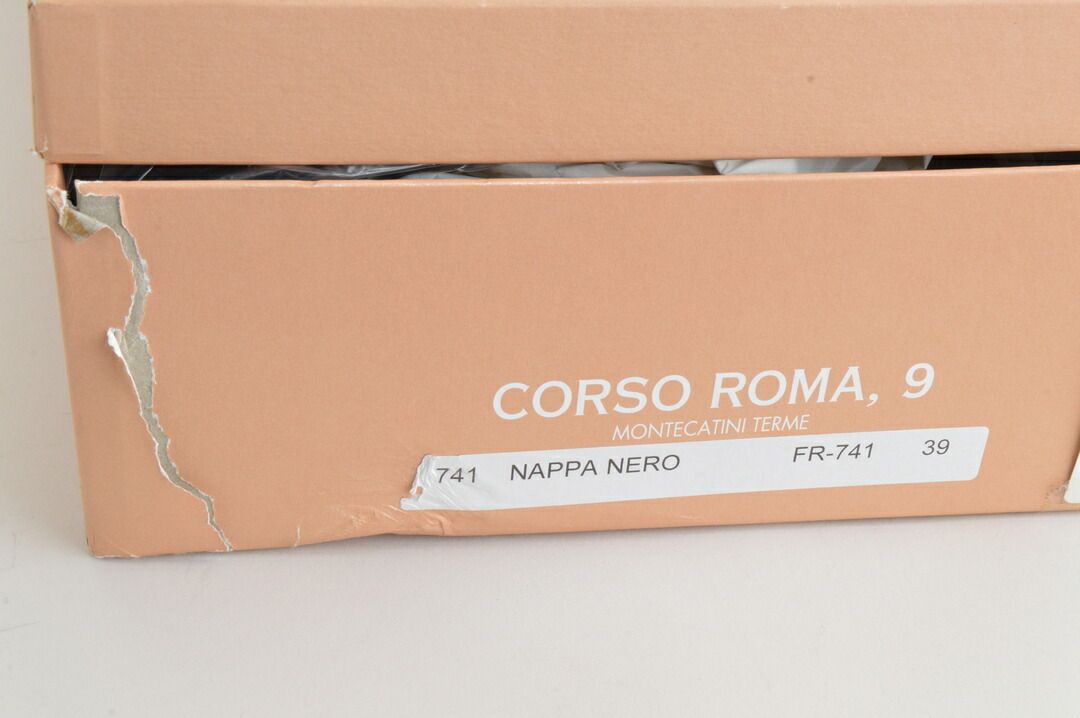 CORSO ROMA, 9
MONTECATINI TERME
741 NAPPA NERO FR-741 39